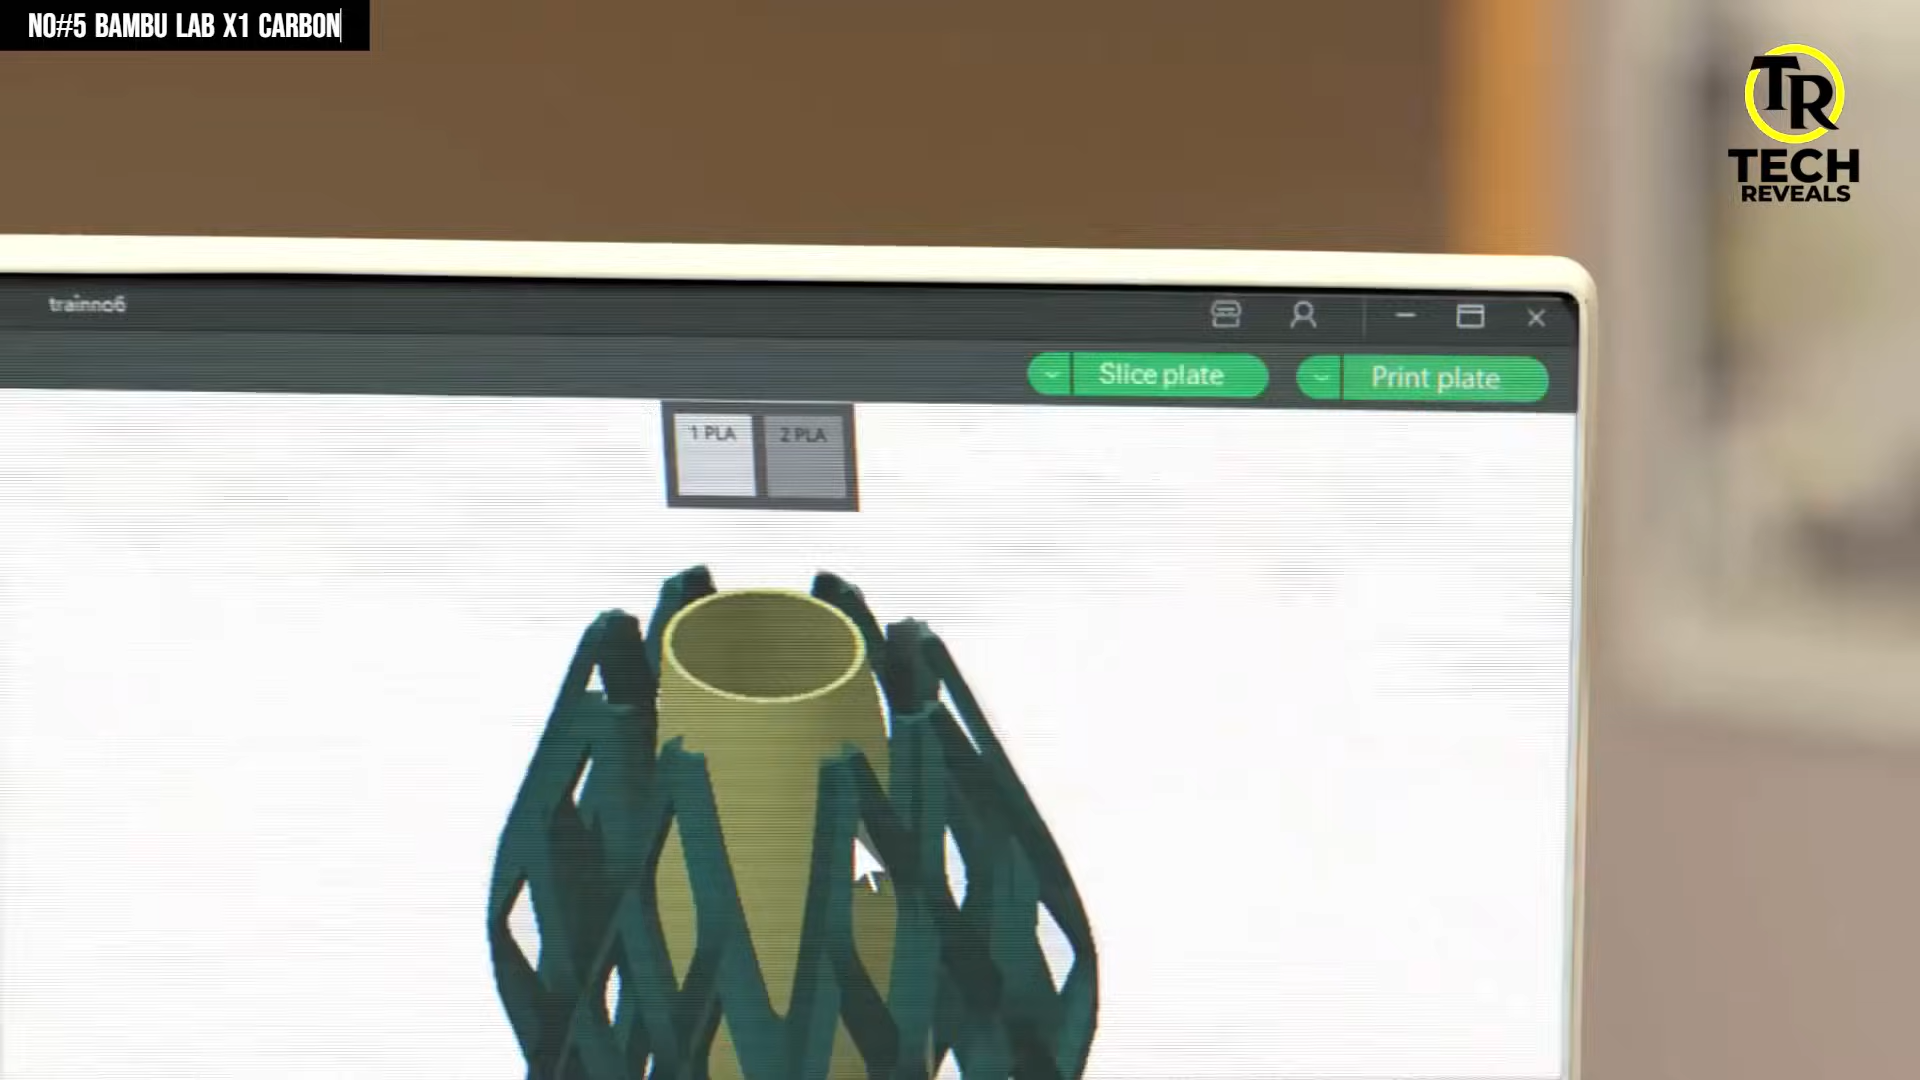 NO#5 BAMBU LAB X1 CARBON
TR
TECH
REVEALS
trainno6
Slice plate
Print plate
1 PLA
2 PLA